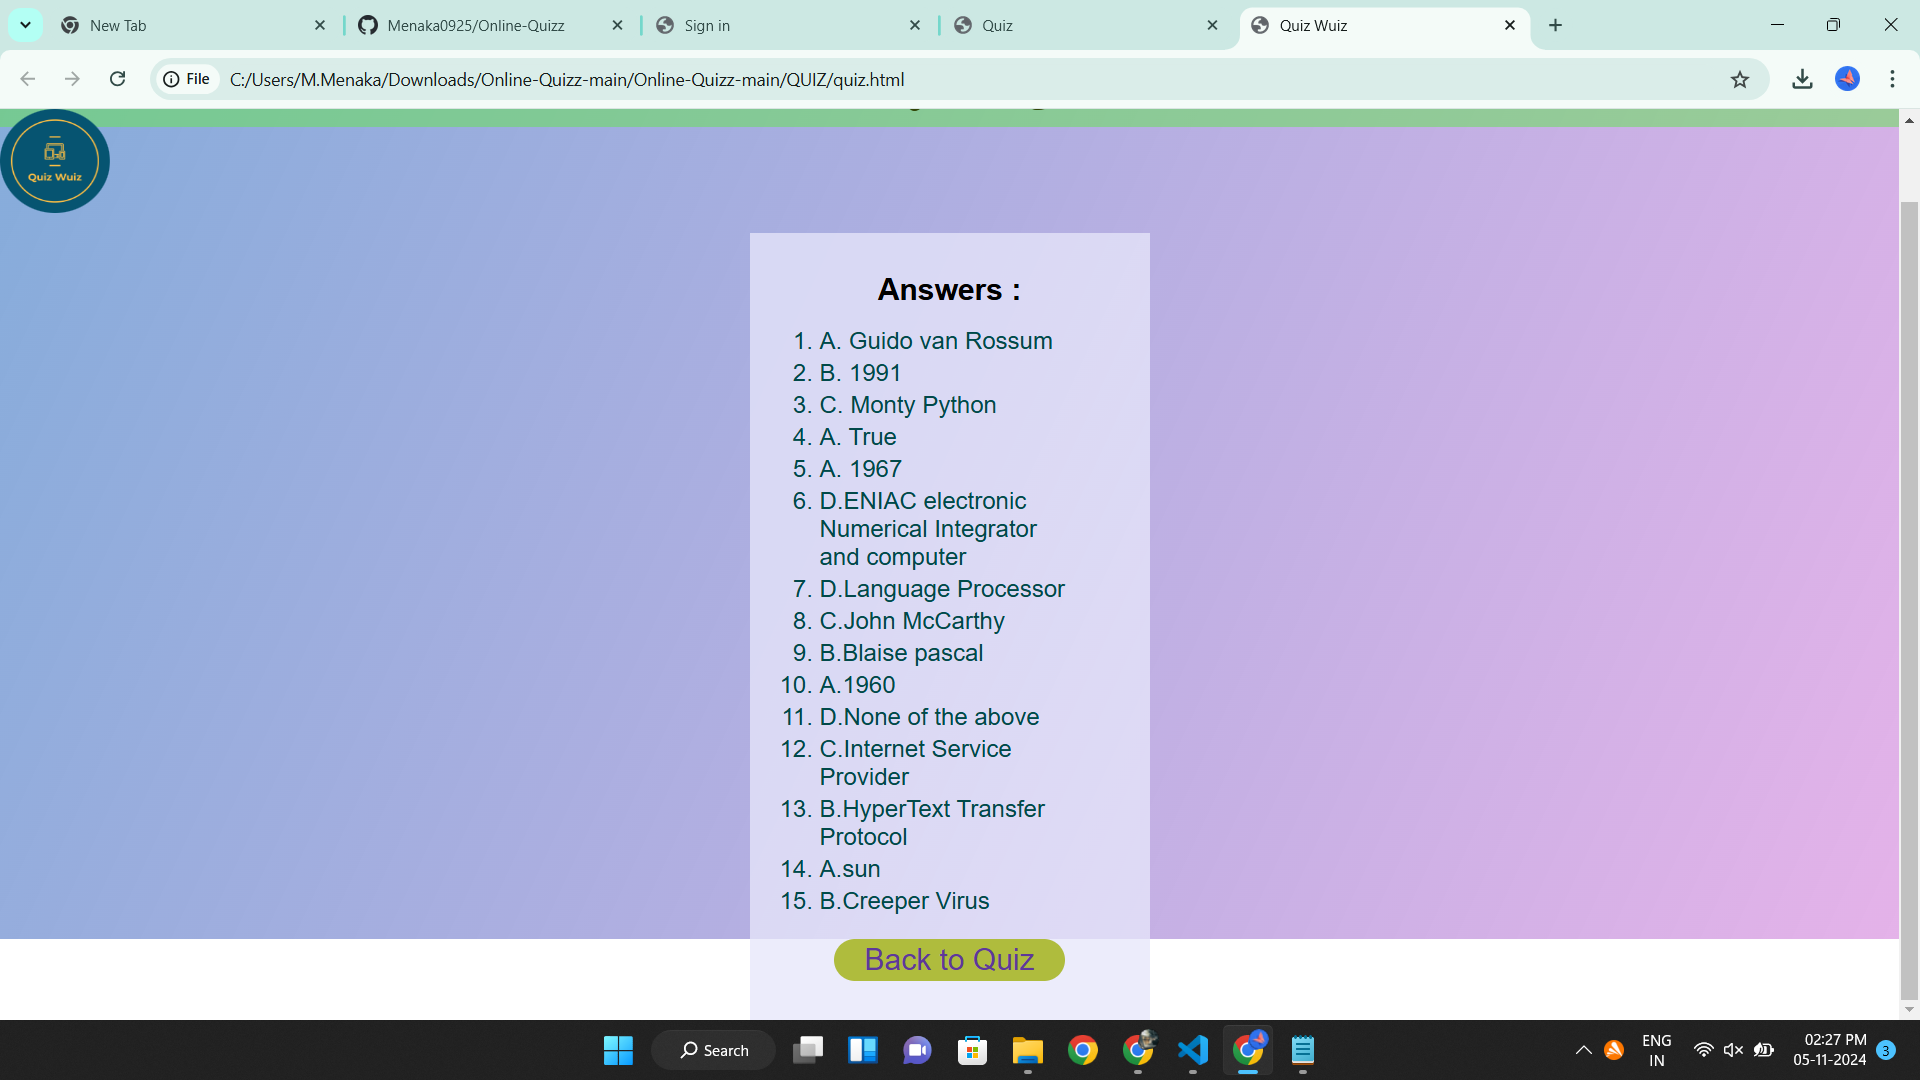 New Tab
Menaka0925/Online-Quizz
Sign in
Quiz
Quiz Wuiz
File
C:/Users/M.Menaka/Downloads/Online-Quizz-main/Online-Quizz-main/QUIZ/quiz.html
Quiz Wuiz
Answers :
1. A. Guido van Rossum
2. B. 1991
3. C. Monty Python
4. A. True
5. A. 1967
6. D.ENIAC electronic
Numerical Integrator
and computer
7. D.Language Processor
8. C.John McCarthy
9. B.Blaise pascal
10. A.1960
11. D.None of the above
12. C.Internet Service
Provider
13. B.HyperText Transfer
Protocol
14. A.sun
15. B.Creeper Virus
Back to Quiz
Search
ENG
IN
02:27 PM
05-11-2024
3